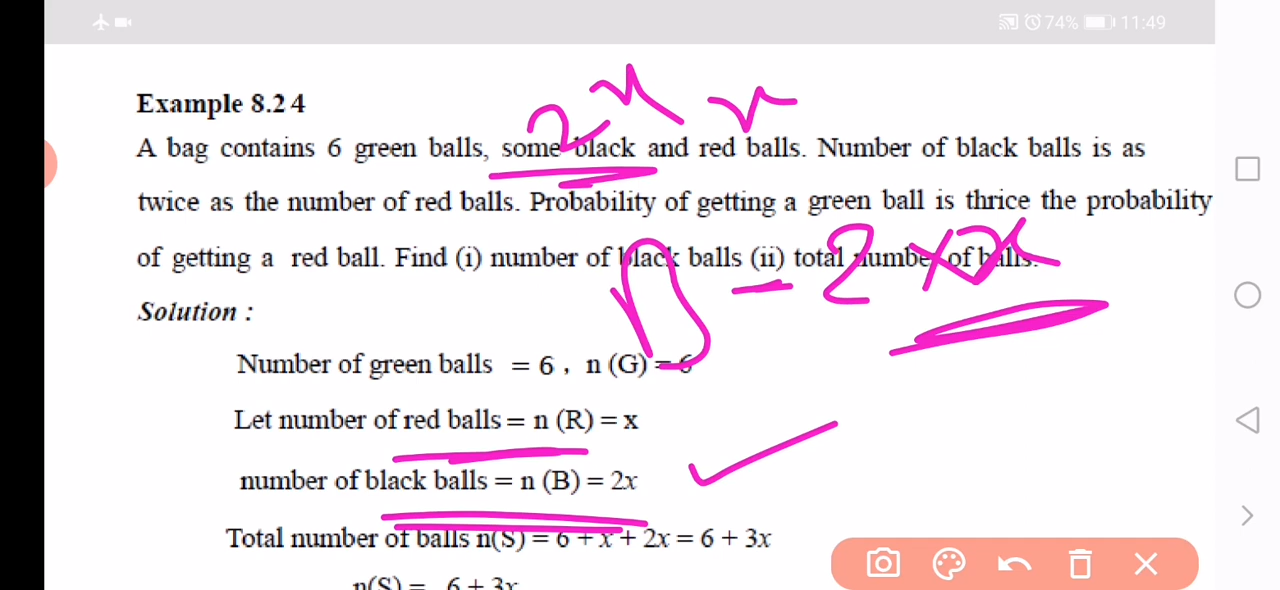 74% 11:49
Example 8.24
2x x
A bag contains 6 green balls, some black and red balls. Number of black balls is as
twice as the number of red balls. Probability of getting a green ball is thrice the probability
of getting a red ball. Find (i) number of black balls (ii) total number of balls.
B = 2 x x
Solution :
Number of green balls = 6 , n (G) = 6
Let number of red balls = n (R) = x
number of black balls = n (B) = 2x
Total number of balls n(S) = 6 + x + 2x = 6 + 3x
n(S) = 6 + 3x